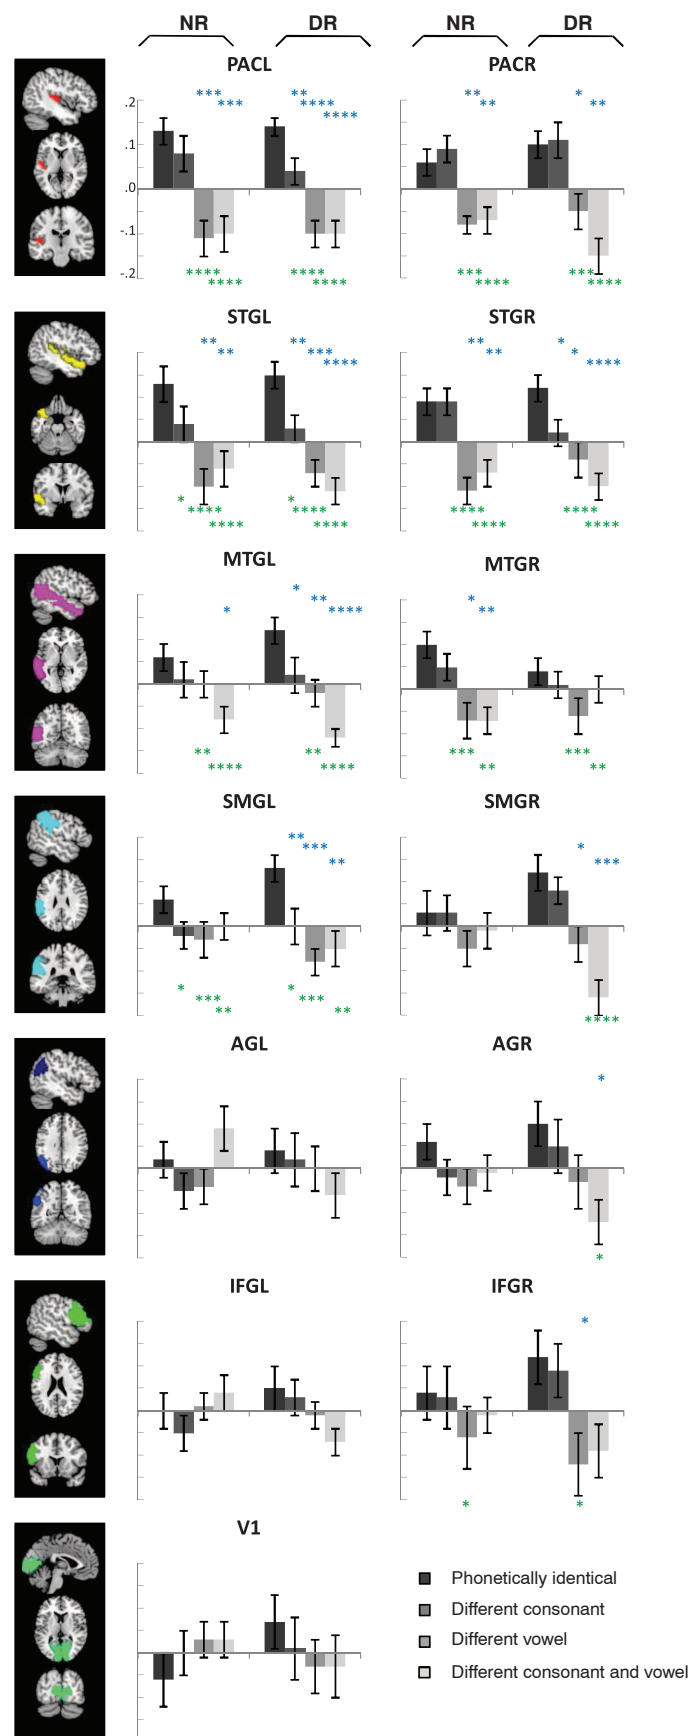 NR DR NR DR
PACL PACR
*** ** ** *
*** **** ** **
****
.2
.1
.0
-.1
-.2
**** **** *** ***
**** **** **** ****
STGL STGR
** ** ** *
** *** ** *
**** ****
* *
**** **** **** ****
**** **** **** ****
MTGL MTGR
* *
** **
* ****
** ** *** ***
**** **** ** **
SMGL SMGR
**
*** *
** ***
* *
*** ***
** **
****
AGL AGR
*
*
IFGL IFGR
*
* *
V1
Phonetically identical
Different consonant
Different vowel
Different consonant and vowel